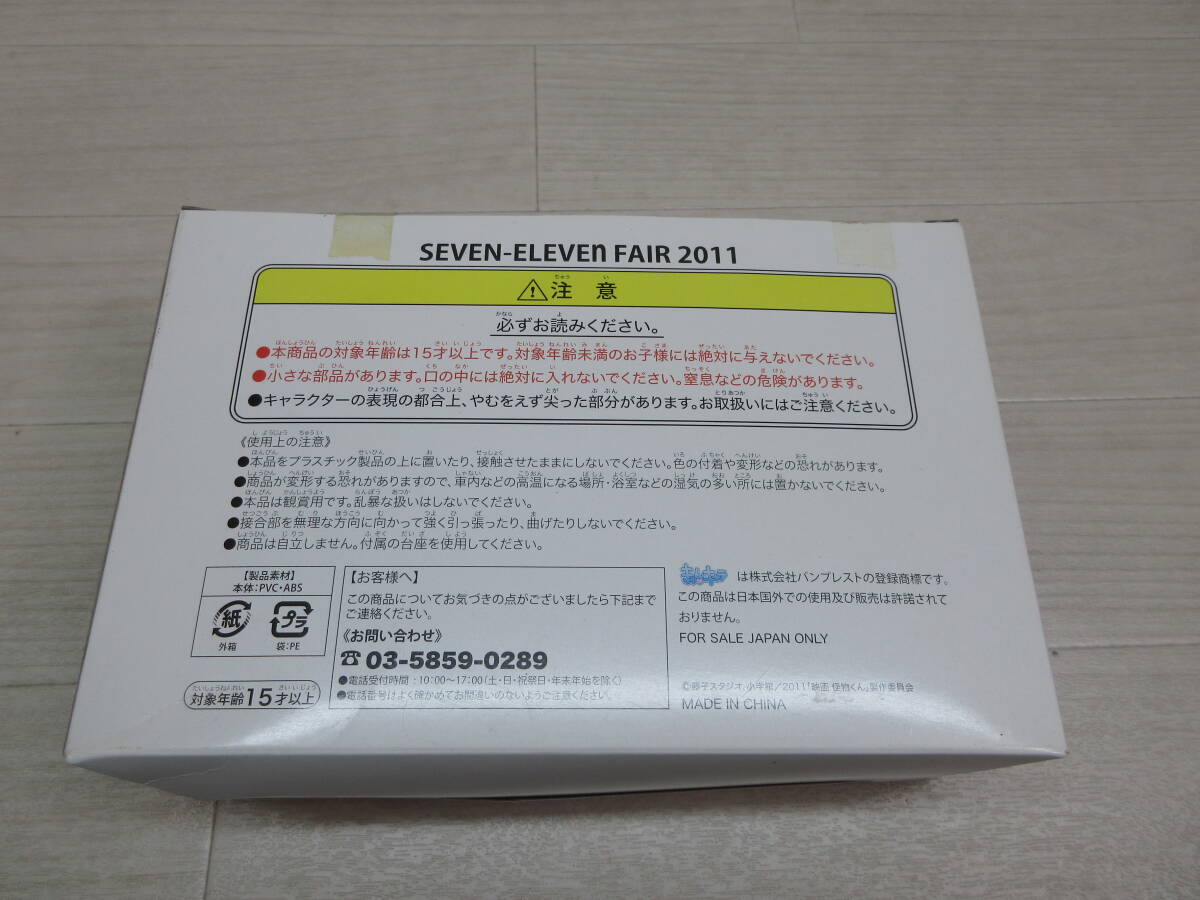 SEVEN-ELEVEn FAIR 2011
注意
必ずお読みください。
●本商品の対象年齢は15才以上です。対象年齢未満のお子様には絶対に与えないでください。
●小さな部品があります。口の中には絶対に入れないでください。窒息などの危険があります。
●キャラクターの表現の都合上、やむをえず尖った部分があります。お取扱いにはご注意ください。
《使用上の注意》
●本品をプラスチック製品の上に置いたり、接触させたままにしないでください。色の付着や変形などの恐れがあります。
●商品が変形する恐れがありますので、車内などの高温になる場所・浴室などの湿気の多い所には置かないでください。
●本品は観賞用です。乱暴な扱いはしないでください。
●接合部を無理な方向に向かって強く引っ張ったり、曲げたりしないでください。
●商品は自立しません。付属の台座を使用してください。
【製品素材】
本体:PVC・ABS
紙
プラ
外箱
袋:PE
対象年齢15才以上
【お客様へ】
この商品についてお気づきの点がございましたら下記まで
ご連絡ください。
《お問い合わせ》
☎03-5859-0289
●電話受付時間:10:00〜17:00(土・日・祝祭日・年末年始を除く)
●電話番号はよく確かめてお間違いのないようご注意ください。
は株式会社バンプレストの登録商標です。
この商品は日本国外での使用及び販売は許諾されて
おりません。
FOR SALE JAPAN ONLY
©藤子スタジオ,小学館/2011「映画 怪物くん」製作委員会
MADE IN CHINA